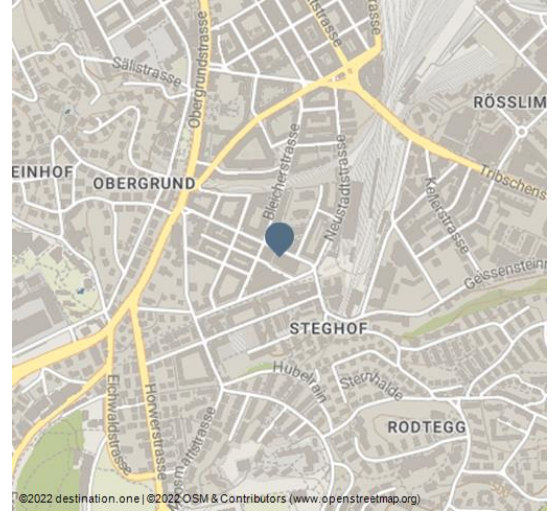 Sälistrasse
Obergrundstrasse
RÖSSLIM
EINHOF
OBERGRUND
Bleicherstrasse
Neustadtstrasse
Tribschens
Kellerstrasse
Geissensteinr
STEGHOF
Hubelrain
Sternhalde
RODTEGG
Eichwaldstrasse
Horwerstrasse
©2022 destination.one | ©2022 OSM & Contributors (www.openstreetmap.org)